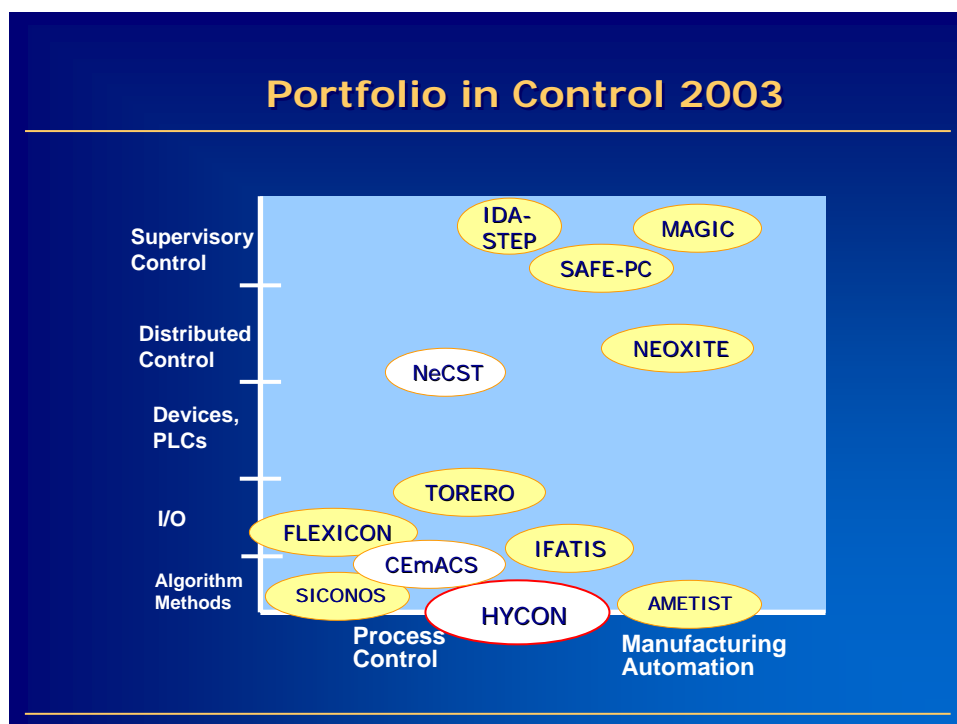 Portfolio in Control 2003
Supervisory
Control
IDA-
STEP
MAGIC
SAFE-PC
Distributed
Control
NEOXITE
NeCST
Devices,
PLCs
TORERO
I/O
FLEXICON
IFATIS
CEmACS
Algorithm
Methods
SICONOS
HYCON
AMETIST
Process
Control
Manufacturing
Automation